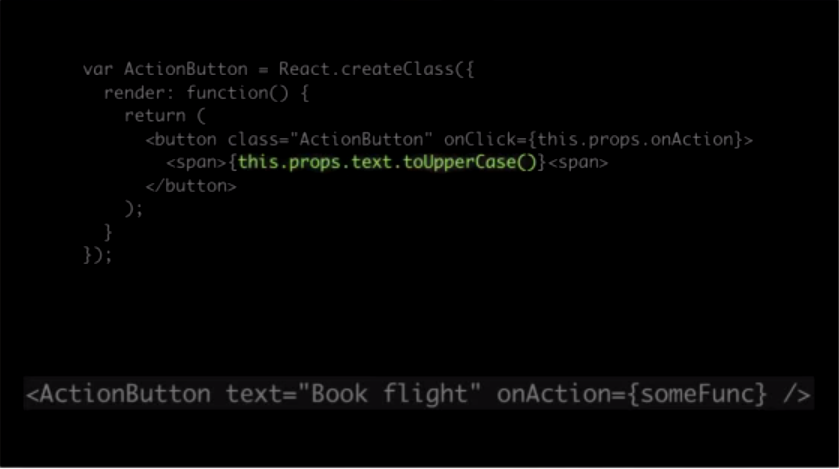 var ActionButton = React.createClass({
  render: function() {
    return (
      <button class="ActionButton" onClick={this.props.onAction}>
        <span>{this.props.text.toUpperCase()}<span>
      </button>
    );
  }
});
<ActionButton text="Book flight" onAction={someFunc} />